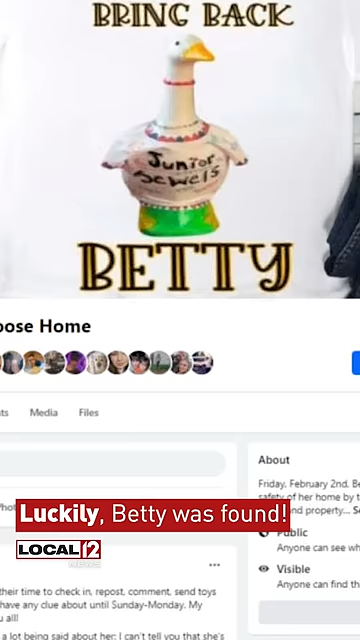 BRING BACK
Junior
Jewels
BETTY
oose Home
Media
Files
About
Friday, February 2nd, Be
safety of her home by t
nd property...
Luckily, Betty was found!
Public
Anyone can see wh
Visible
Anyone can find th
LOCAL 12
NEWS
heir time to check in, repost, comment, send toys
have any clue about until Sunday-Monday. My
u all!
a lot being said about her; I can't tell you that she's